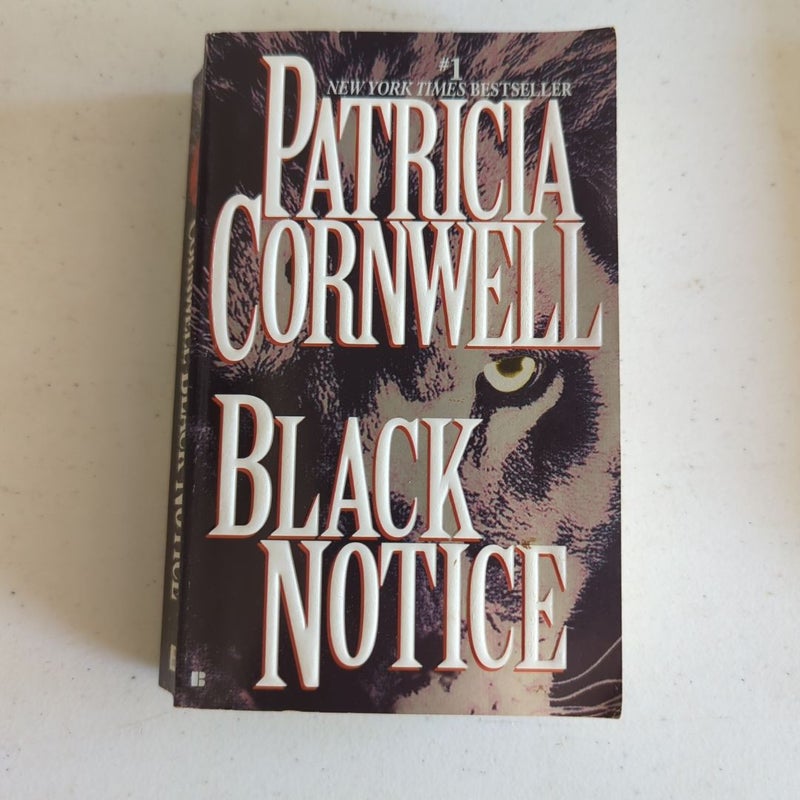 #1
NEW YORK TIMES BESTSELLER
PATRICIA
CORNWELL
BLACK
NOTICE
B
CORNWELL BLACK NOTICE